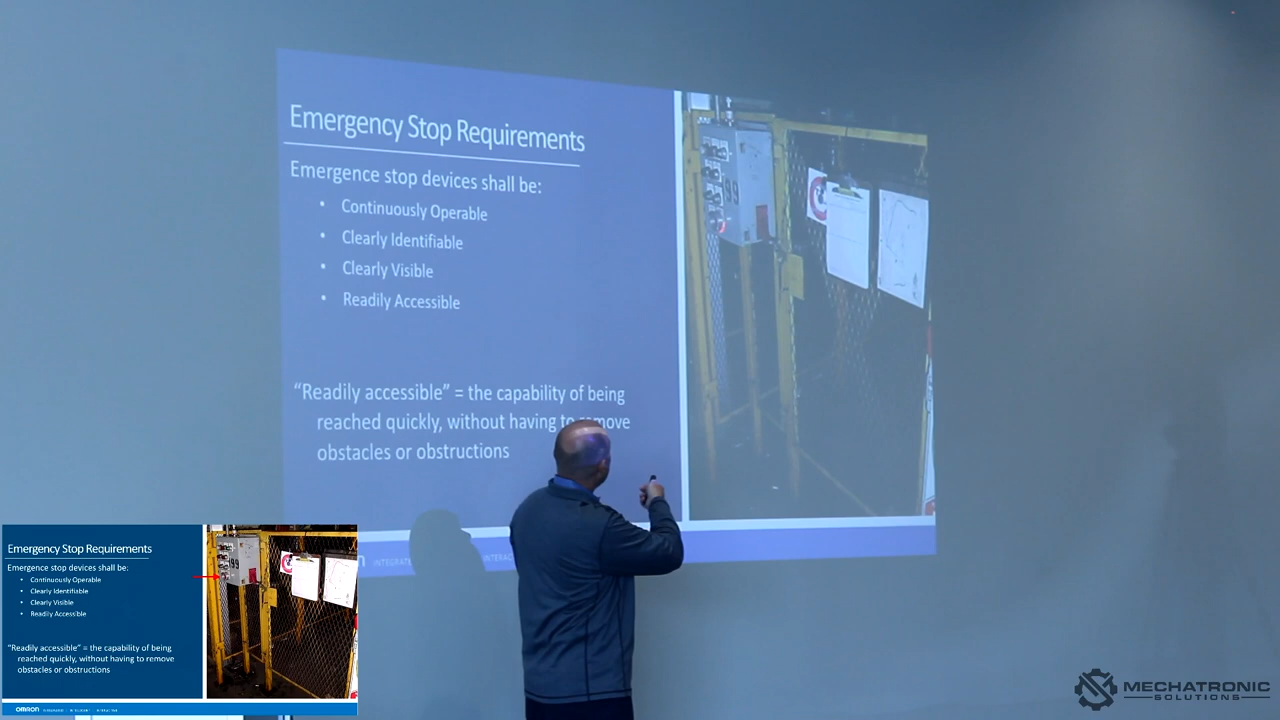 Emergency Stop Requirements
Emergence stop devices shall be:
• Continuously Operable
• Clearly Identifiable
• Clearly Visible
• Readily Accessible
“Readily accessible” = the capability of being
reached quickly, without having to remove
obstacles or obstructions
99
Emergency Stop Requirements
Emergence stop devices shall be:
• Continuously Operable
• Clearly Identifiable
• Clearly Visible
• Readily Accessible
“Readily accessible” = the capability of being
reached quickly, without having to remove
obstacles or obstructions
99
OMRON
MECHATRONIC
SOLUTIONS